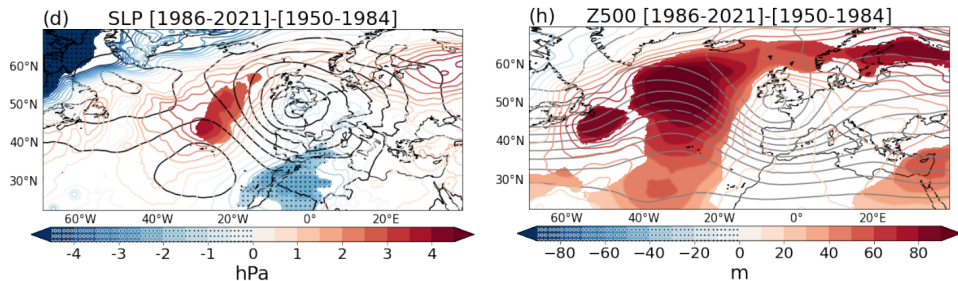 (d) SLP [1986-2021]-[1950-1984]
60°N
50°N
40°N
30°N
60°W 40°W 20°W 0° 20°E
-4 -3 -2 -1 0 1 2 3 4
hPa
(h) Z500 [1986-2021]-[1950-1984]
60°N
50°N
40°N
30°N
60°W 40°W 20°W 0° 20°E
−80 −60 −40 −20 0 20 40 60 80
m